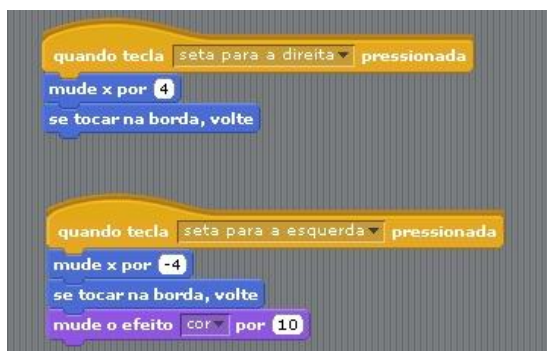 quando tecla seta para a direita pressionada
mude x por 4
se tocar na borda, volte
quando tecla seta para a esquerda pressionada
mude x por -4
se tocar na borda, volte
mude o efeito cor por 10